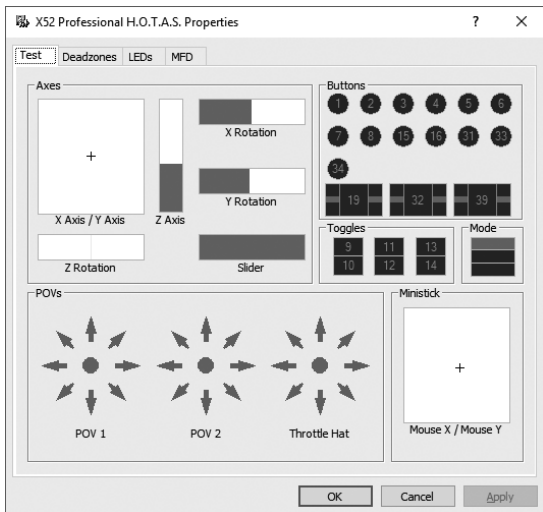 X52 Professional H.O.T.A.S. Properties
Test Deadzones LEDs MFD
Axes
X Axis / Y Axis
Z Axis
X Rotation
Y Rotation
Z Rotation
Slider
Buttons
1 2 3 4 5 6
7 8 15 16 31 33
34
19 32 39
Toggles
9 11 13
10 12 14
Mode
POVs
POV 1
POV 2
Throttle Hat
Ministick
Mouse X / Mouse Y
OK Cancel Apply